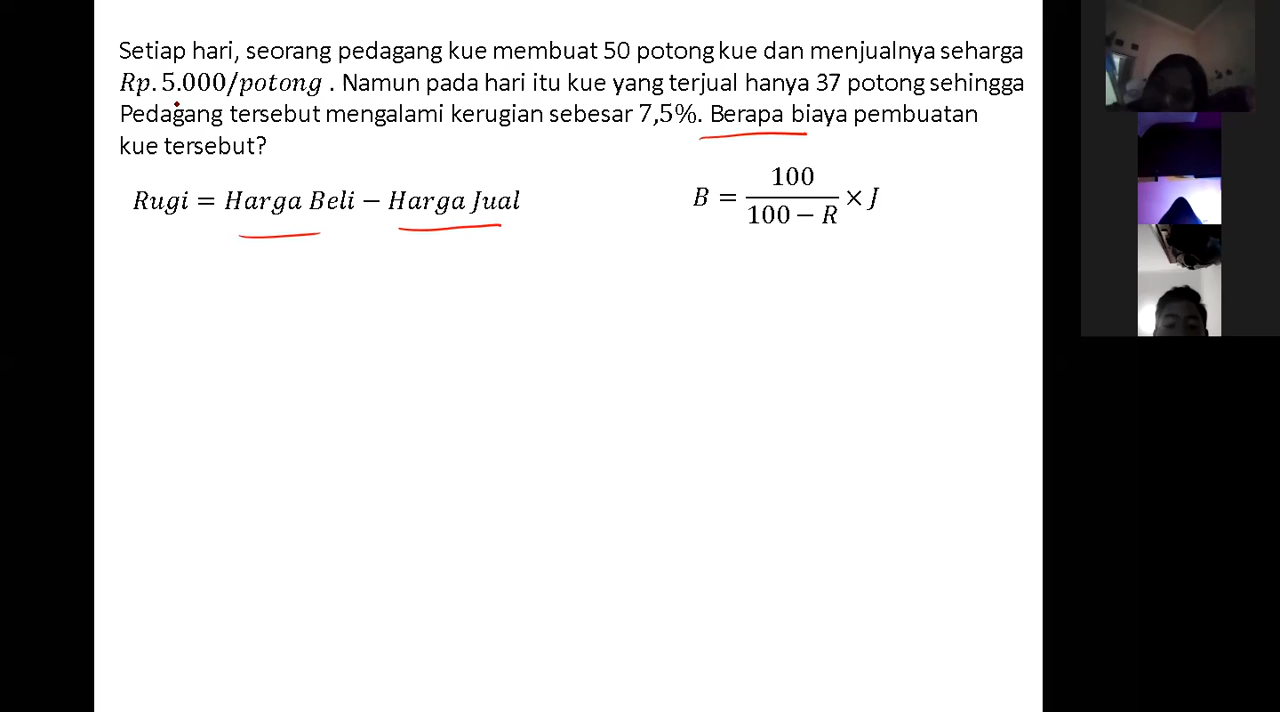 Setiap hari, seorang pedagang kue membuat 50 potong kue dan menjualnya seharga
Rp. 5.000/potong . Namun pada hari itu kue yang terjual hanya 37 potong sehingga
Pedagang tersebut mengalami kerugian sebesar 7,5%. Berapa biaya pembuatan
kue tersebut?
Rugi = Harga Beli − Harga Jual
B = 100 / (100 − R) × J